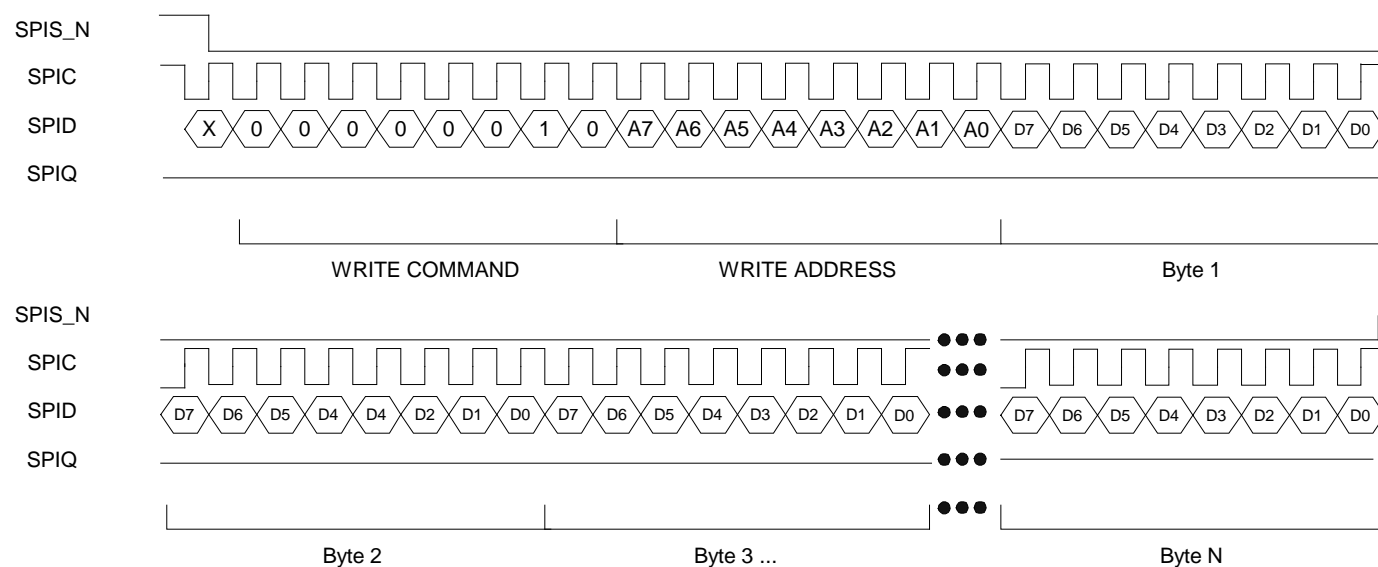 SPIS_N
SPIC
SPID X 0 0 0 0 0 0 1 0 A7 A6 A5 A4 A3 A2 A1 A0 D7 D6 D5 D4 D3 D2 D1 D0
SPIQ
WRITE COMMAND WRITE ADDRESS Byte 1
SPIS_N
SPIC
SPID D7 D6 D5 D4 D4 D2 D1 D0 D7 D6 D5 D4 D3 D2 D1 D0 D7 D6 D5 D4 D3 D2 D1 D0
SPIQ
Byte 2 Byte 3 ... Byte N